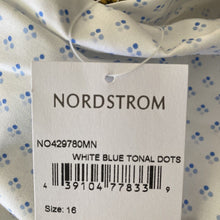 NORDSTROM
NO429780MN
WHITE BLUE TONAL DOTS
4 39104 77833 9
Size: 16